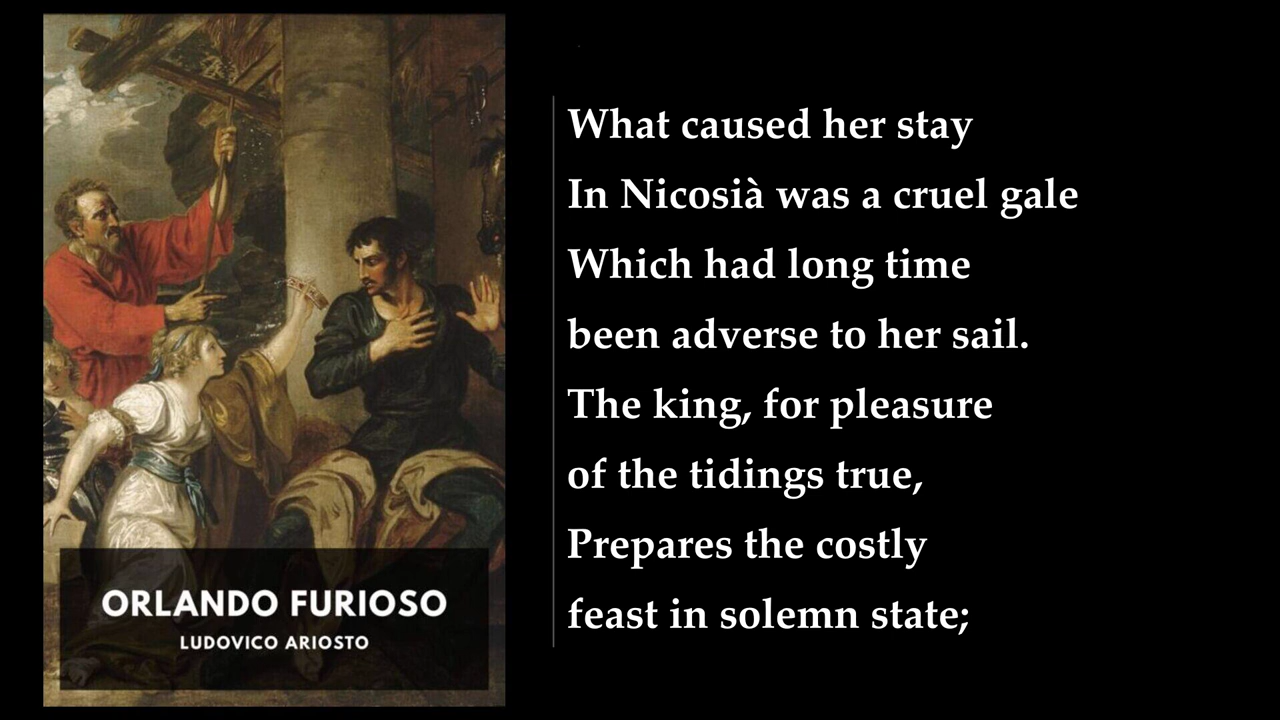 ORLANDO FURIOSO
LUDOVICO ARIOSTO
What caused her stay
In Nicosià was a cruel gale
Which had long time
been adverse to her sail.
The king, for pleasure
of the tidings true,
Prepares the costly
feast in solemn state;